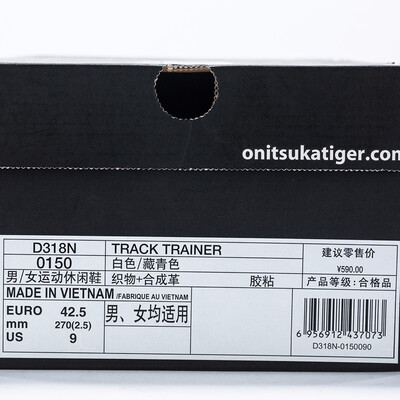 onitsukatiger.com
D318N TRACK TRAINER 建议零售价
0150 白色/藏青色 ¥590.00
男/女运动休闲鞋 织物+合成革 胶粘 产品等级:合格品
MADE IN VIETNAM /FABRIQUE AU VIETNAM
EURO 42.5 男、女均适用
mm 270(2.5)
US 9
6 956912 437073
D318N-0150090